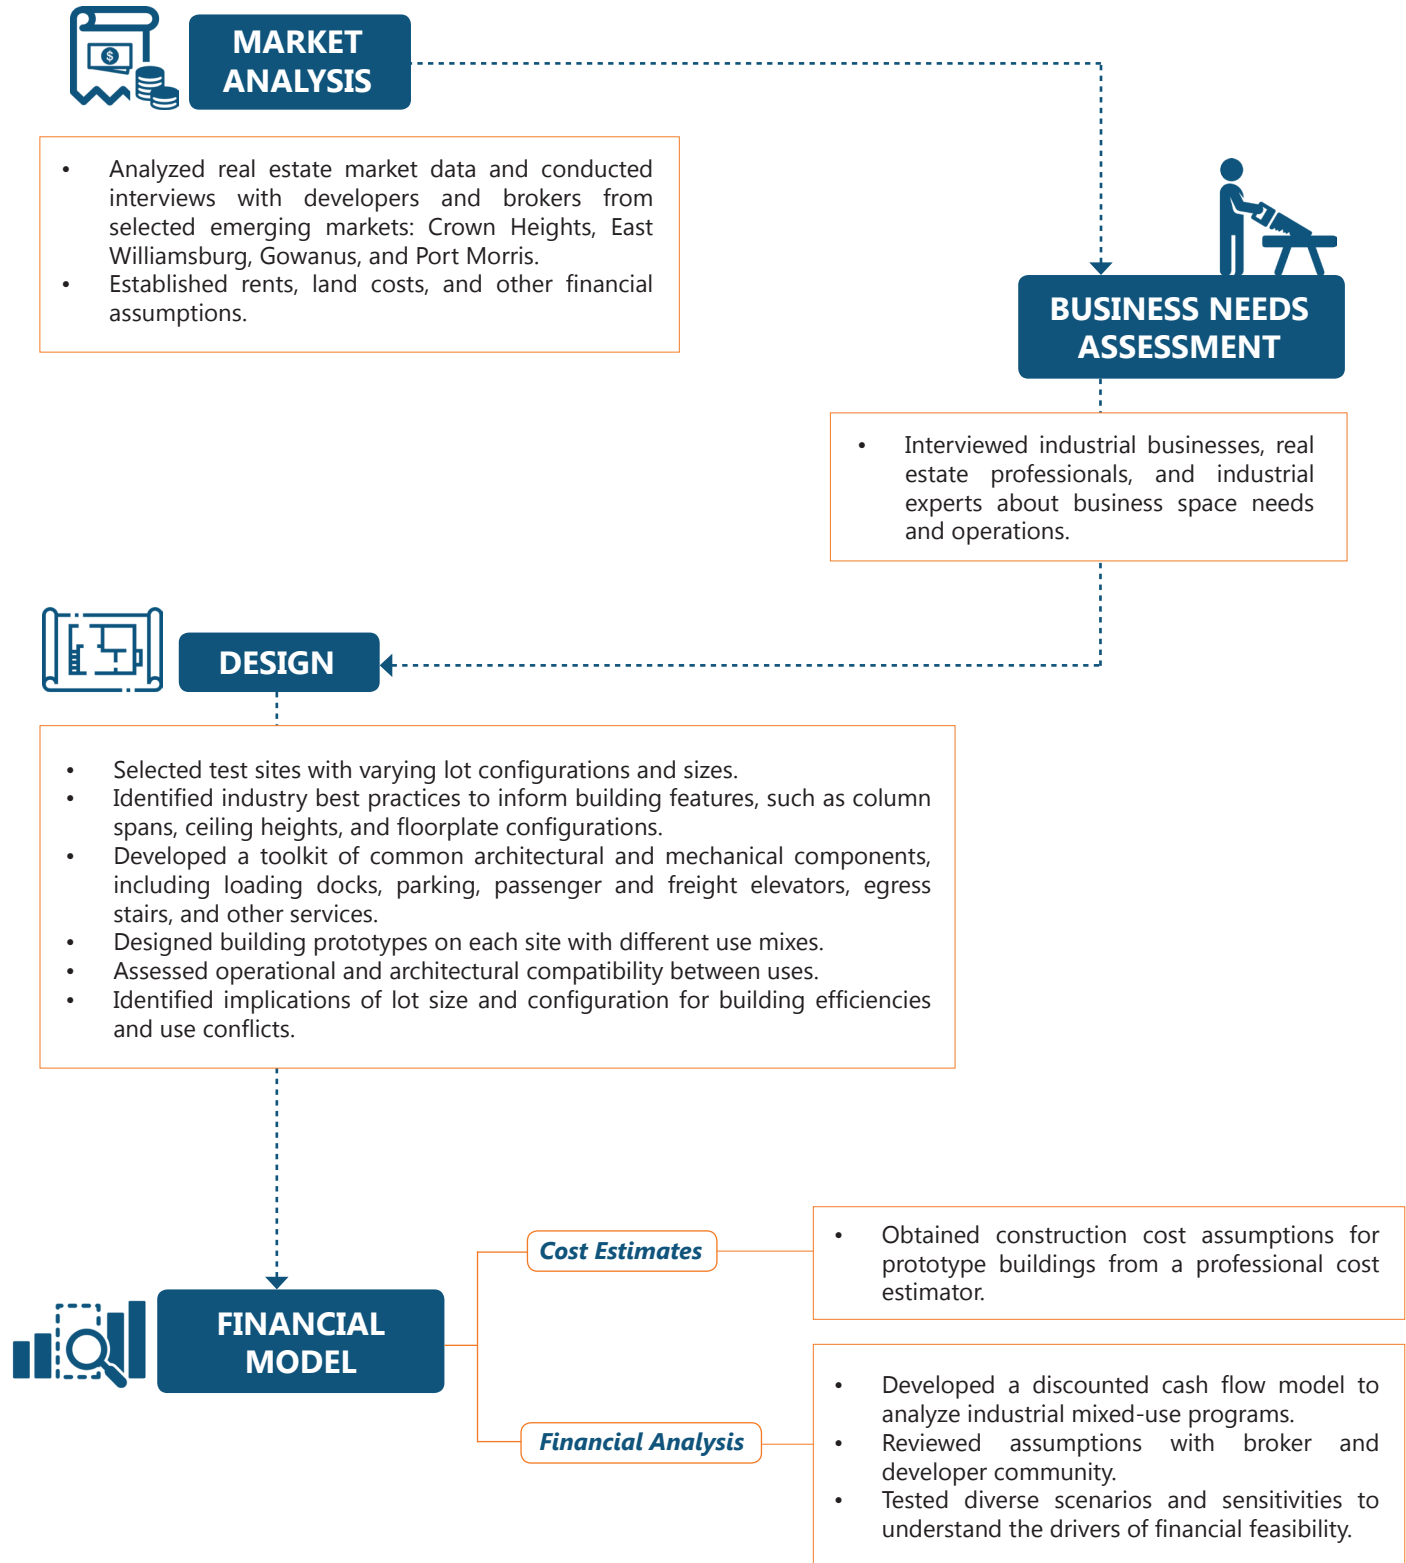 MARKET
ANALYSIS
• Analyzed real estate market data and conducted
interviews with developers and brokers from
selected emerging markets: Crown Heights, East
Williamsburg, Gowanus, and Port Morris.
• Established rents, land costs, and other financial
assumptions.
BUSINESS NEEDS
ASSESSMENT
• Interviewed industrial businesses, real
estate professionals, and industrial
experts about business space needs
and operations.
DESIGN
• Selected test sites with varying lot configurations and sizes.
• Identified industry best practices to inform building features, such as column
spans, ceiling heights, and floorplate configurations.
• Developed a toolkit of common architectural and mechanical components,
including loading docks, parking, passenger and freight elevators, egress
stairs, and other services.
• Designed building prototypes on each site with different use mixes.
• Assessed operational and architectural compatibility between uses.
• Identified implications of lot size and configuration for building efficiencies
and use conflicts.
FINANCIAL
MODEL
Cost Estimates
• Obtained construction cost assumptions for
prototype buildings from a professional cost
estimator.
Financial Analysis
• Developed a discounted cash flow model to
analyze industrial mixed-use programs.
• Reviewed assumptions with broker and
developer community.
• Tested diverse scenarios and sensitivities to
understand the drivers of financial feasibility.